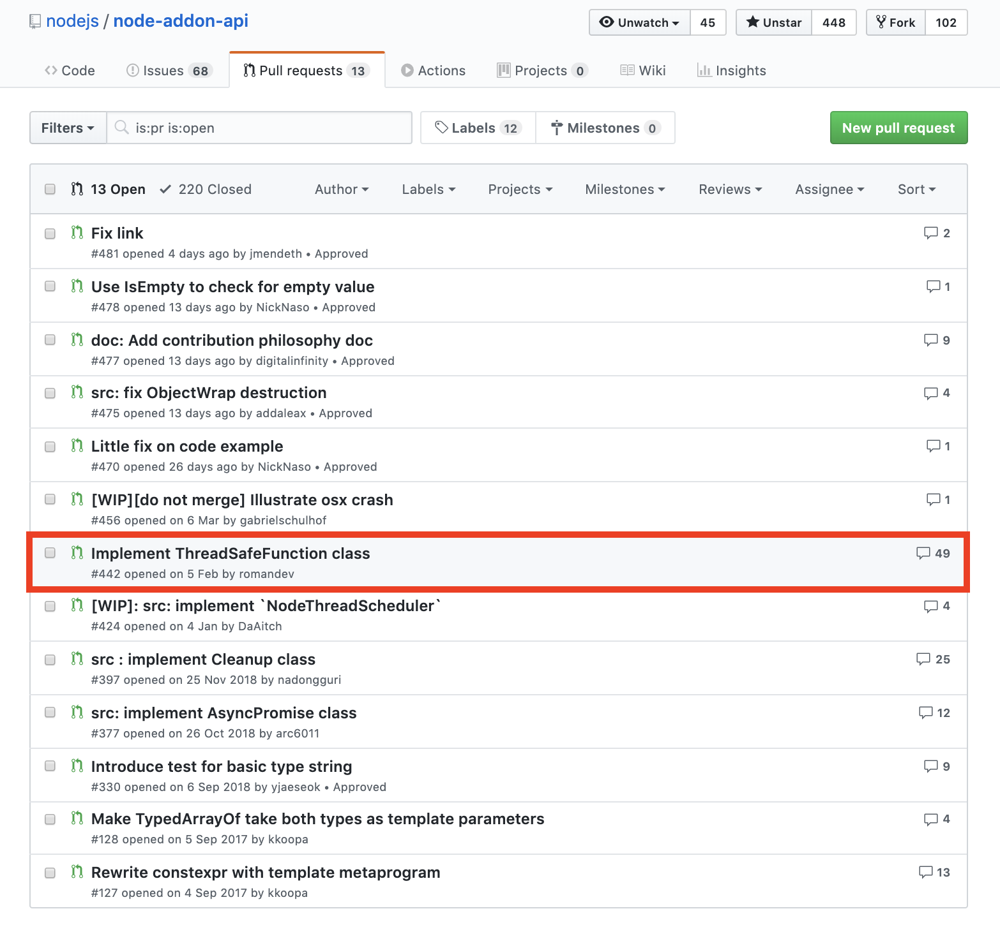 nodejs / node-addon-api
Unwatch 45
Unstar 448
Fork 102
Code
Issues 68
Pull requests 13
Actions
Projects 0
Wiki
Insights
Filters
is:pr is:open
Labels 12
Milestones 0
New pull request
13 Open 220 Closed Author Labels Projects Milestones Reviews Assignee Sort
Fix link 2
#481 opened 4 days ago by jmendeth • Approved
Use IsEmpty to check for empty value 1
#478 opened 13 days ago by NickNaso • Approved
doc: Add contribution philosophy doc 9
#477 opened 13 days ago by digitalinfinity • Approved
src: fix ObjectWrap destruction 4
#475 opened 13 days ago by addaleax • Approved
Little fix on code example 1
#470 opened 26 days ago by NickNaso • Approved
[WIP][do not merge] Illustrate osx crash 1
#456 opened on 6 Mar by gabrielschulhof
Implement ThreadSafeFunction class 49
#442 opened on 5 Feb by romandev
[WIP]: src: implement `NodeThreadScheduler` 4
#424 opened on 4 Jan by DaAitch
src : implement Cleanup class 25
#397 opened on 25 Nov 2018 by nadongguri
src: implement AsyncPromise class 12
#377 opened on 26 Oct 2018 by arc6011
Introduce test for basic type string 9
#330 opened on 6 Sep 2018 by yjaeseok • Approved
Make TypedArrayOf take both types as template parameters 4
#128 opened on 5 Sep 2017 by kkoopa
Rewrite constexpr with template metaprogram 13
#127 opened on 4 Sep 2017 by kkoopa